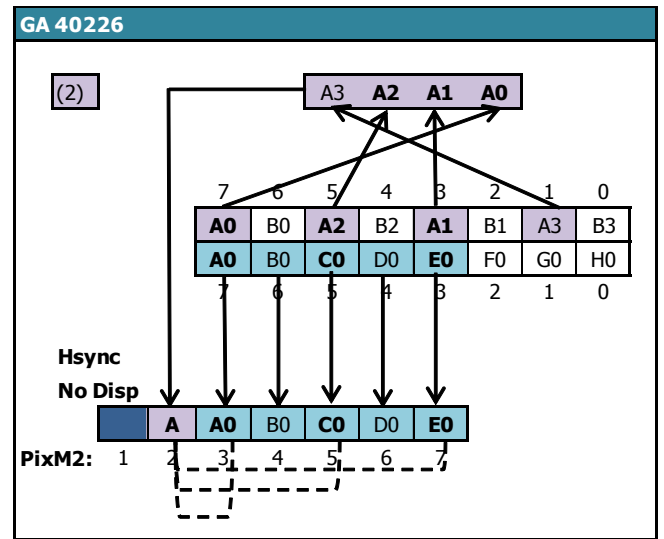 GA 40226
(2) A3 A2 A1 A0
7 6 5 4 3 2 1 0
A0 B0 A2 B2 A1 B1 A3 B3
A0 B0 C0 D0 E0 F0 G0 H0
7 6 5 4 3 2 1 0
Hsync
No Disp
A A0 B0 C0 D0 E0
PixM2: 1 2 3 4 5 6 7